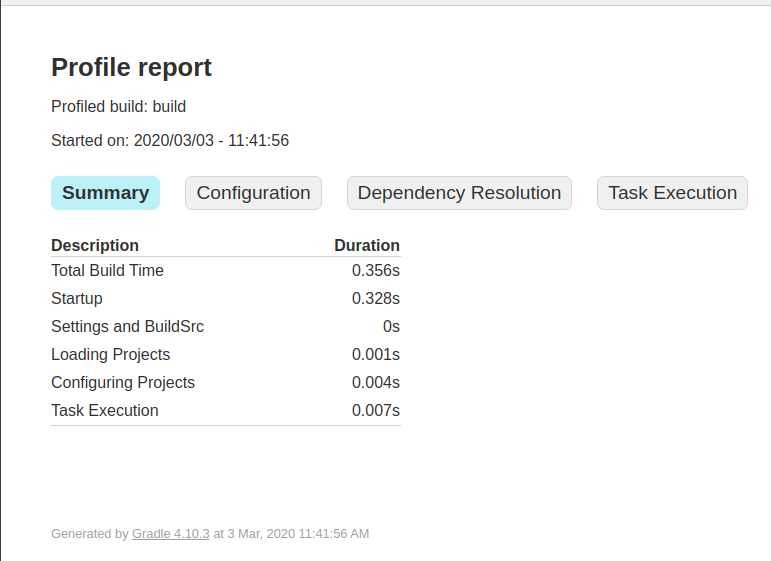 Profile report
Profiled build: build
Started on: 2020/03/03 - 11:41:56
Summary Configuration Dependency Resolution Task Execution
Description Duration
Total Build Time 0.356s
Startup 0.328s
Settings and BuildSrc 0s
Loading Projects 0.001s
Configuring Projects 0.004s
Task Execution 0.007s
Generated by Gradle 4.10.3 at 3 Mar, 2020 11:41:56 AM